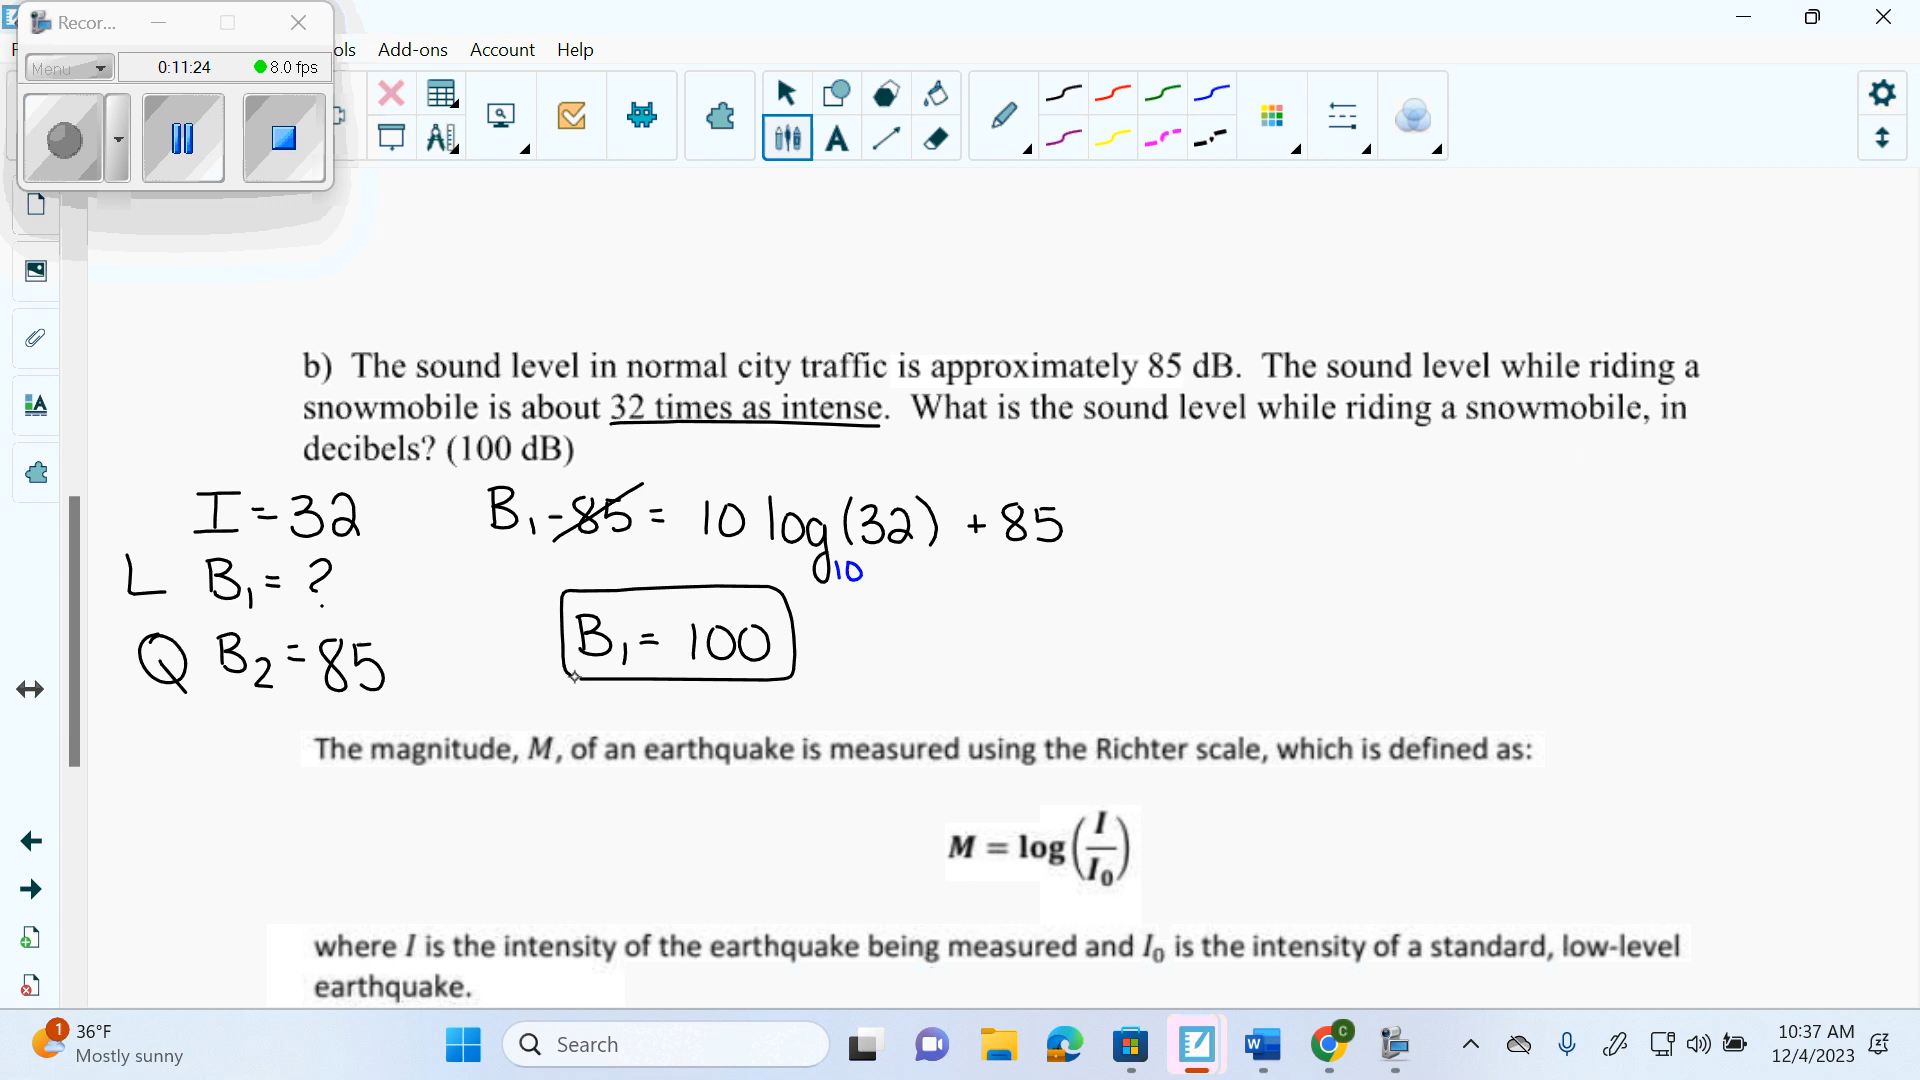 Recor...
Menu
0:11:24
8.0 fps
ols Add-ons Account Help
b) The sound level in normal city traffic is approximately 85 dB. The sound level while riding a
snowmobile is about 32 times as intense. What is the sound level while riding a snowmobile, in
decibels? (100 dB)
I = 32
B₁ - 85 = 10 log₁₀(32) + 85
L B₁ = ?
B₁ = 100
Q B₂ = 85
The magnitude, M, of an earthquake is measured using the Richter scale, which is defined as:
M = log(I/I₀)
where I is the intensity of the earthquake being measured and I₀ is the intensity of a standard, low-level
earthquake.
1
36°F
Mostly sunny
Search
C
10:37 AM
12/4/2023